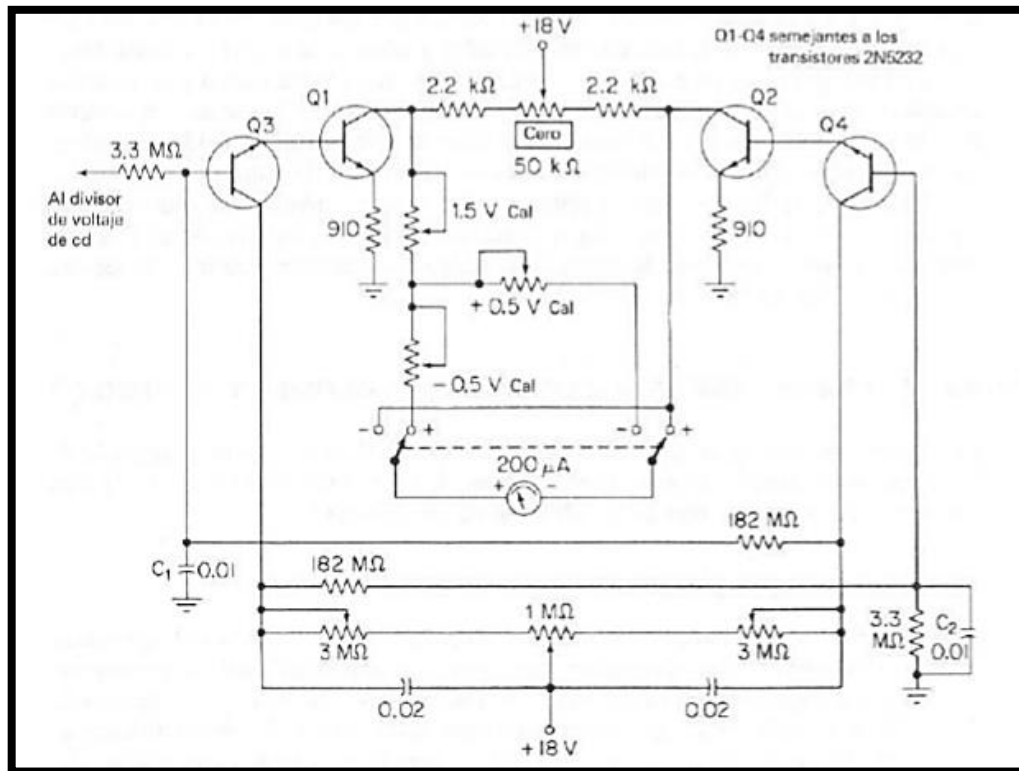 +18 V
Q1-Q4 semejantes a los
transistores 2N5232
2.2 kΩ
2.2 kΩ
Q1
Q2
Q3
Q4
Cero
50 kΩ
3.3 MΩ
Al divisor
de voltaje
de cd
910
1.5 V Cal
910
+0.5 V Cal
-0.5 V Cal
- +
- +
200 μA
+ -
182 MΩ
C1 0.01
182 MΩ
1 MΩ
3 MΩ
3 MΩ
3.3
MΩ
C2
0.01
0.02
0.02
+18 V